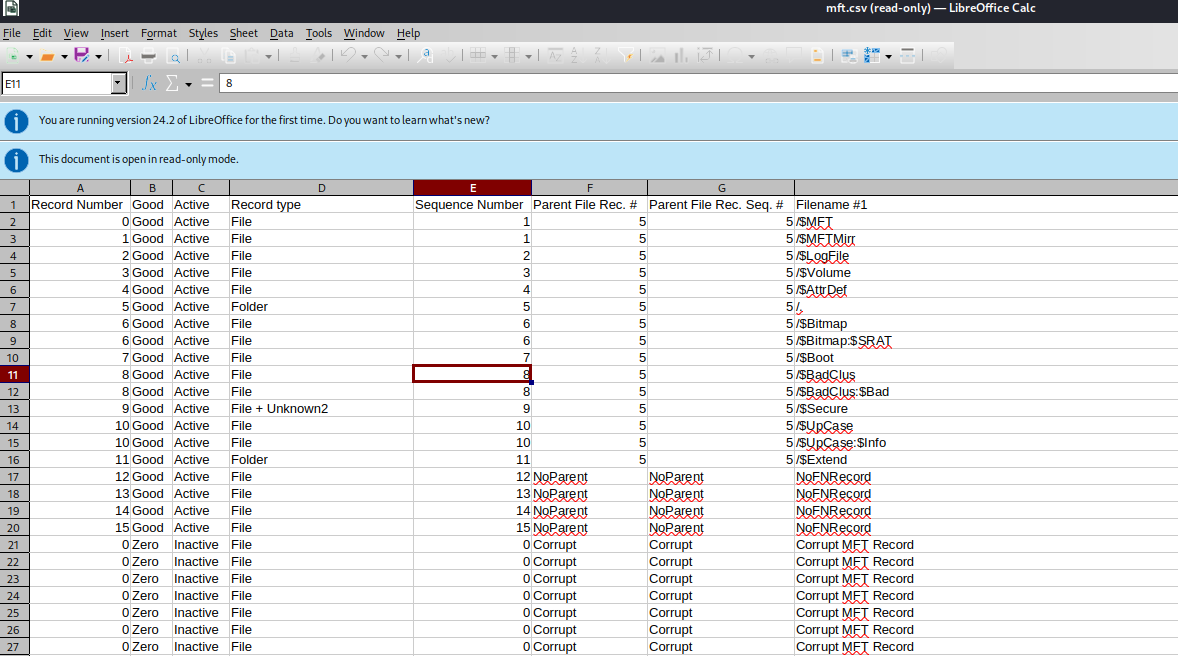 mft.csv (read-only) — LibreOffice Calc
File Edit View Insert Format Styles Sheet Data Tools Window Help
E11 fx Σ = 8
You are running version 24.2 of LibreOffice for the first time. Do you want to learn what's new?
This document is open in read-only mode.
A B C D E F G
1 Record Number Good Active Record type Sequence Number Parent File Rec. # Parent File Rec. Seq. # Filename #1
2 0 Good Active File 1 5 5 /$MFT
3 1 Good Active File 1 5 5 /$MFTMirr
4 2 Good Active File 2 5 5 /$LogFile
5 3 Good Active File 3 5 5 /$Volume
6 4 Good Active File 4 5 5 /$AttrDef
7 5 Good Active Folder 5 5 5 /.
8 6 Good Active File 6 5 5 /$Bitmap
9 6 Good Active File 6 5 5 /$Bitmap:$SRAT
10 7 Good Active File 7 5 5 /$Boot
11 8 Good Active File 8 5 5 /$BadClus
12 8 Good Active File 8 5 5 /$BadClus:$Bad
13 9 Good Active File + Unknown2 9 5 5 /$Secure
14 10 Good Active File 10 5 5 /$UpCase
15 10 Good Active File 10 5 5 /$UpCase:$Info
16 11 Good Active Folder 11 5 5 /$Extend
17 12 Good Active File 12 NoParent NoParent NoFNRecord
18 13 Good Active File 13 NoParent NoParent NoFNRecord
19 14 Good Active File 14 NoParent NoParent NoFNRecord
20 15 Good Active File 15 NoParent NoParent NoFNRecord
21 0 Zero Inactive File 0 Corrupt Corrupt Corrupt MFT Record
22 0 Zero Inactive File 0 Corrupt Corrupt Corrupt MFT Record
23 0 Zero Inactive File 0 Corrupt Corrupt Corrupt MFT Record
24 0 Zero Inactive File 0 Corrupt Corrupt Corrupt MFT Record
25 0 Zero Inactive File 0 Corrupt Corrupt Corrupt MFT Record
26 0 Zero Inactive File 0 Corrupt Corrupt Corrupt MFT Record
27 0 Zero Inactive File 0 Corrupt Corrupt Corrupt MFT Record